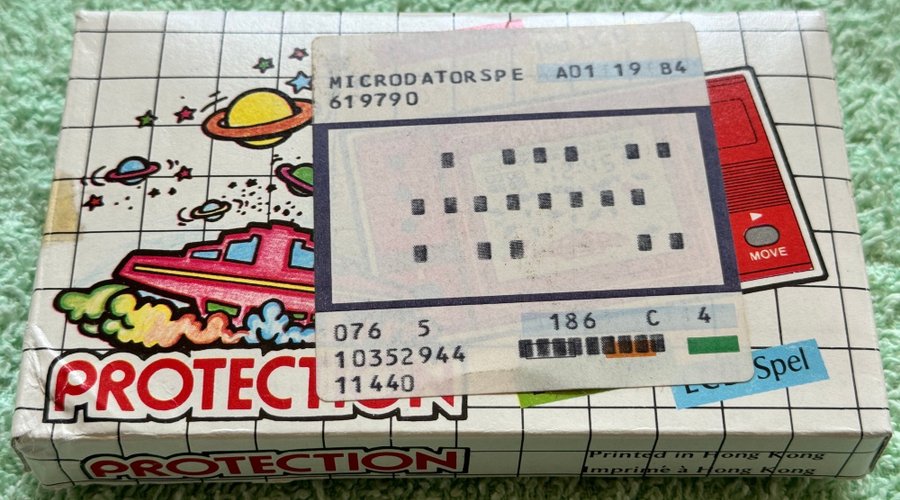 MICRODATORSPE A01 19 84
619790
MOVE
076 5 186 C 4
10352944
11440
PROTECTION
Spel
PROTECTION
Printed in Hong Kong
Imprimé à Hong Kong